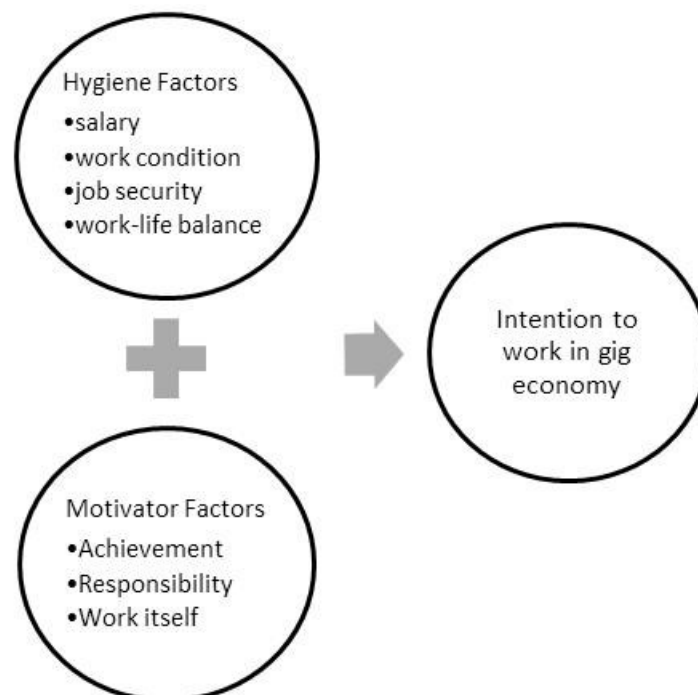 Hygiene Factors
•salary
•work condition
•job security
•work-life balance
Intention to
work in gig
economy
Motivator Factors
•Achievement
•Responsibility
•Work itself